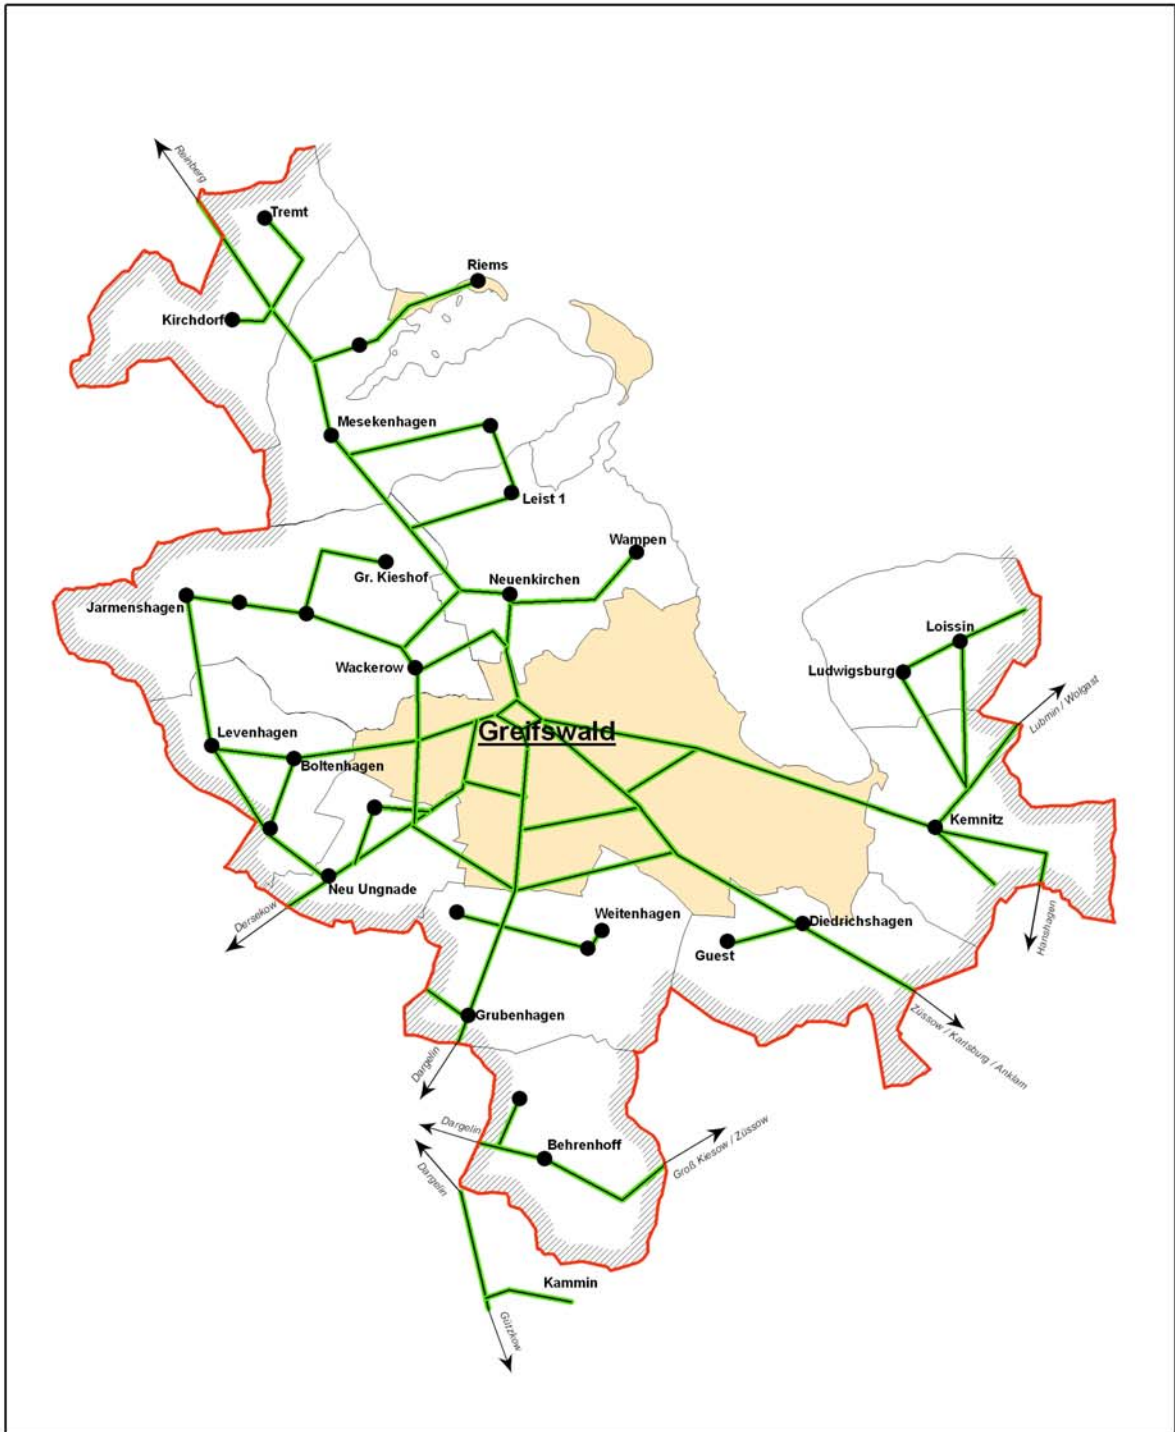 Reinberg
Tremt
Riems
Kirchdorf
Mesekenhagen
Leist 1
Wampen
Gr. Kieshof
Neuenkirchen
Jarmenshagen
Loissin
Wackerow
Ludwigsburg
Lubmin / Wolgast
Levenhagen
Greifswald
Boltenhagen
Kemnitz
Neu Ungnade
Dersekow
Weitenhagen
Diedrichshagen
Hanshagen
Guest
Grubenhagen
Züssow / Karlsburg / Anklam
Dargelin
Dargelin
Behrenhoff
Groß Kiesow / Züssow
Dargelin
Kammin
Gützkow